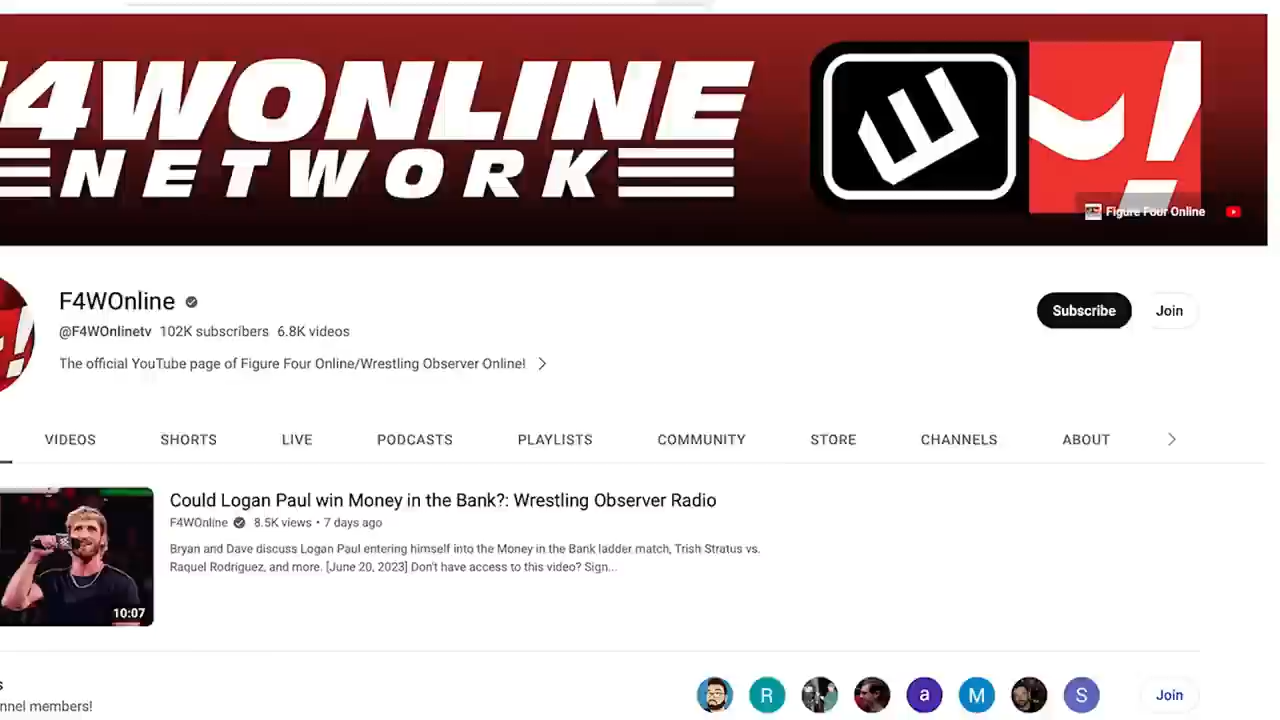 F4WONLINE
NETWORK
Figure Four Online
F4WOnline
@F4WOnlinetv 102K subscribers 6.8K videos
Subscribe
Join
The official YouTube page of Figure Four Online/Wrestling Observer Online!
VIDEOS SHORTS LIVE PODCASTS PLAYLISTS COMMUNITY STORE CHANNELS ABOUT
Could Logan Paul win Money in the Bank?: Wrestling Observer Radio
F4WOnline 8.5K views • 7 days ago
Bryan and Dave discuss Logan Paul entering himself into the Money in the Bank ladder match, Trish Stratus vs.
Raquel Rodriguez, and more. [June 20, 2023] Don't have access to this video? Sign...
10:07
R a M S
Join
nnel members!